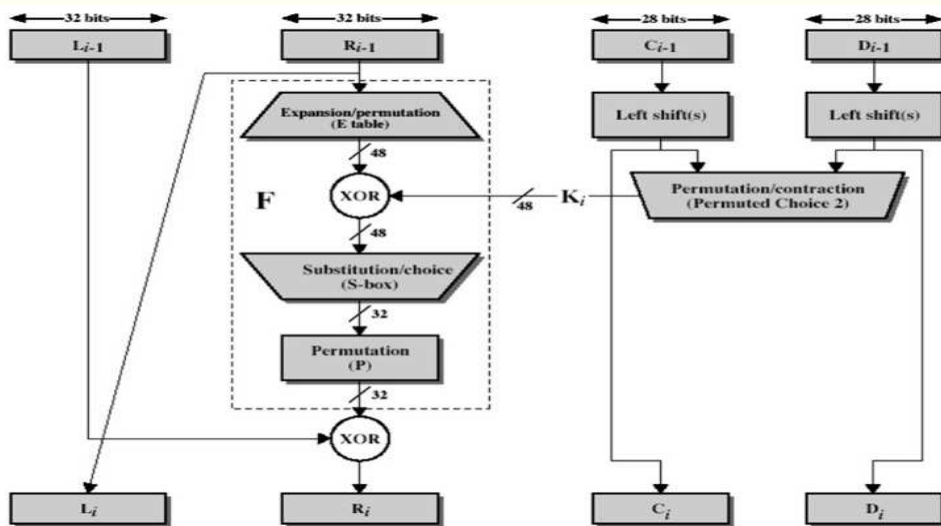 32 bits 32 bits 28 bits 28 bits
Li-1 Ri-1 Ci-1 Di-1
Expansion/permutation
(E table)
Left shift(s) Left shift(s)
48
F XOR 48 Ki
Permutation/contraction
(Permuted Choice 2)
48
Substitution/choice
(S-box)
32
Permutation
(P)
32
XOR
Li Ri Ci Di